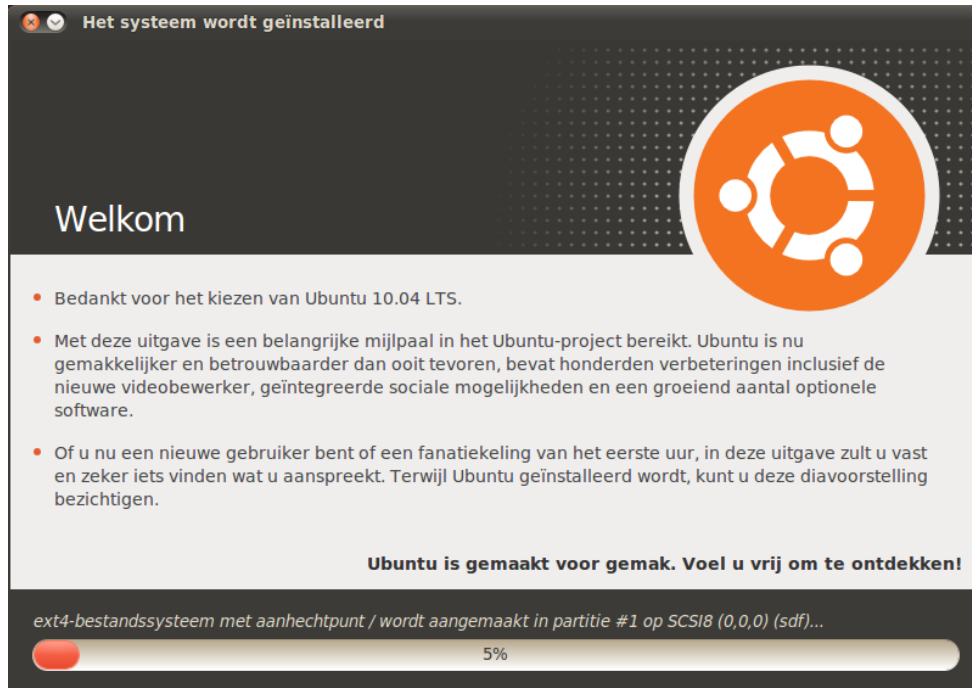 Het systeem wordt geïnstalleerd
Welkom
Bedankt voor het kiezen van Ubuntu 10.04 LTS.
Met deze uitgave is een belangrijke mijlpaal in het Ubuntu-project bereikt. Ubuntu is nu
gemakkelijker en betrouwbaarder dan ooit tevoren, bevat honderden verbeteringen inclusief de
nieuwe videobewerker, geïntegreerde sociale mogelijkheden en een groeiend aantal optionele
software.
Of u nu een nieuwe gebruiker bent of een fanatiekeling van het eerste uur, in deze uitgave zult u vast
en zeker iets vinden wat u aanspreekt. Terwijl Ubuntu geïnstalleerd wordt, kunt u deze diavoorstelling
bezichtigen.
Ubuntu is gemaakt voor gemak. Voel u vrij om te ontdekken!
ext4-bestandssysteem met aanhechtpunt / wordt aangemaakt in partitie #1 op SCSI8 (0,0,0) (sdf)...
5%